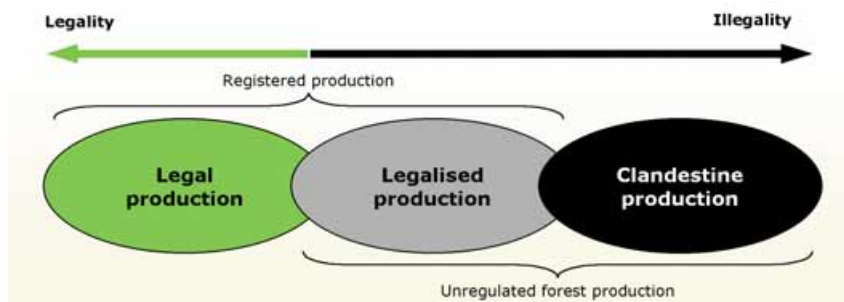 Legality
Illegality
Registered production
Legal
production
Legalised
production
Clandestine
production
Unregulated forest production